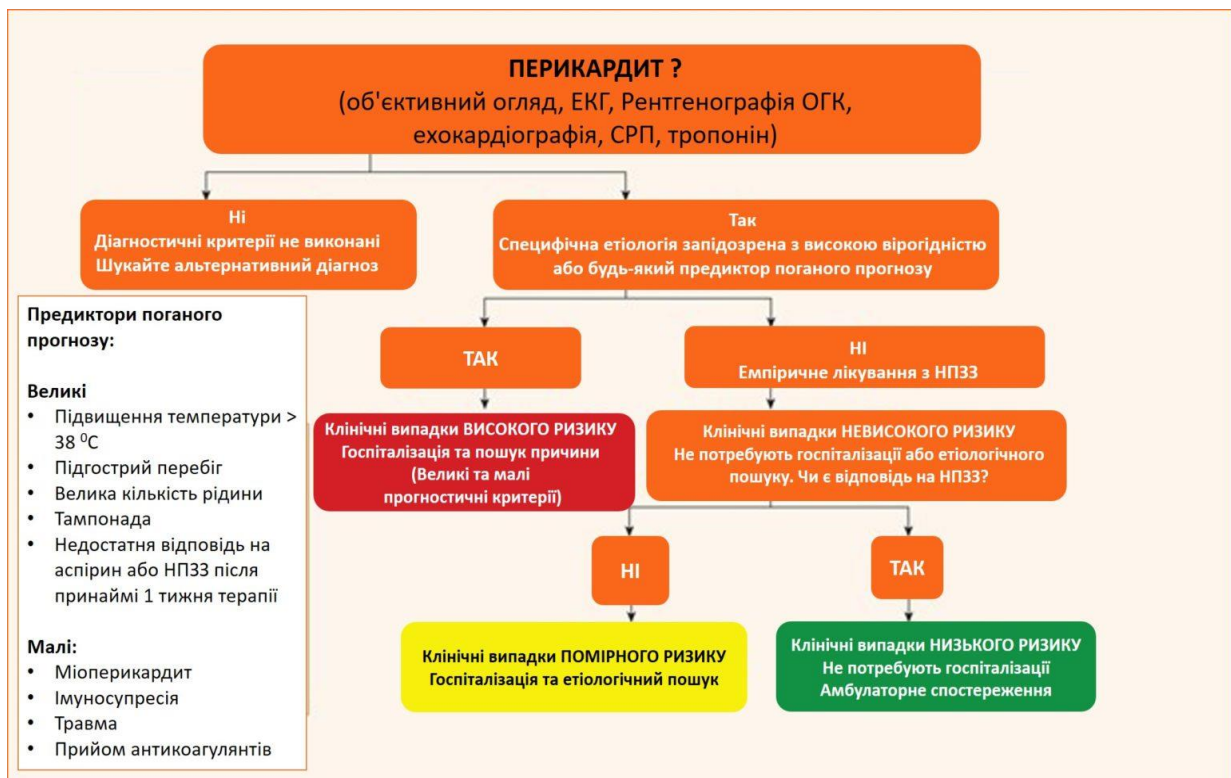 ПЕРИКАРДИТ ?
(об'єктивний огляд, ЕКГ, Рентгенографія ОГК,
ехокардіографія, СРП, тропонін)
Ні
Діагностичні критерії не виконані
Шукайте альтернативний діагноз
Так
Специфічна етіологія запідозрена з високою вірогідністю
або будь-який предиктор поганого прогнозу
ТАК
НІ
Емпіричне лікування з НПЗЗ
Клінічні випадки ВИСОКОГО РИЗИКУ
Госпіталізація та пошук причини
(Великі та малі
прогностичні критерії)
Клінічні випадки НЕВИСОКОГО РИЗИКУ
Не потребують госпіталізації або етіологічного
пошуку. Чи є відповідь на НПЗЗ?
НІ
ТАК
Клінічні випадки ПОМІРНОГО РИЗИКУ
Госпіталізація та етіологічний пошук
Клінічні випадки НИЗЬКОГО РИЗИКУ
Не потребують госпіталізації
Амбулаторне спостереження
Предиктори поганого
прогнозу:
Великі
• Підвищення температури >
38 ⁰С
• Підгострий перебіг
• Велика кількість рідини
• Тампонада
• Недостатня відповідь на
аспірин або НПЗЗ після
принаймі 1 тижня терапії
Малі:
• Міоперикардит
• Імуносупресія
• Травма
• Прийом антикоагулянтів